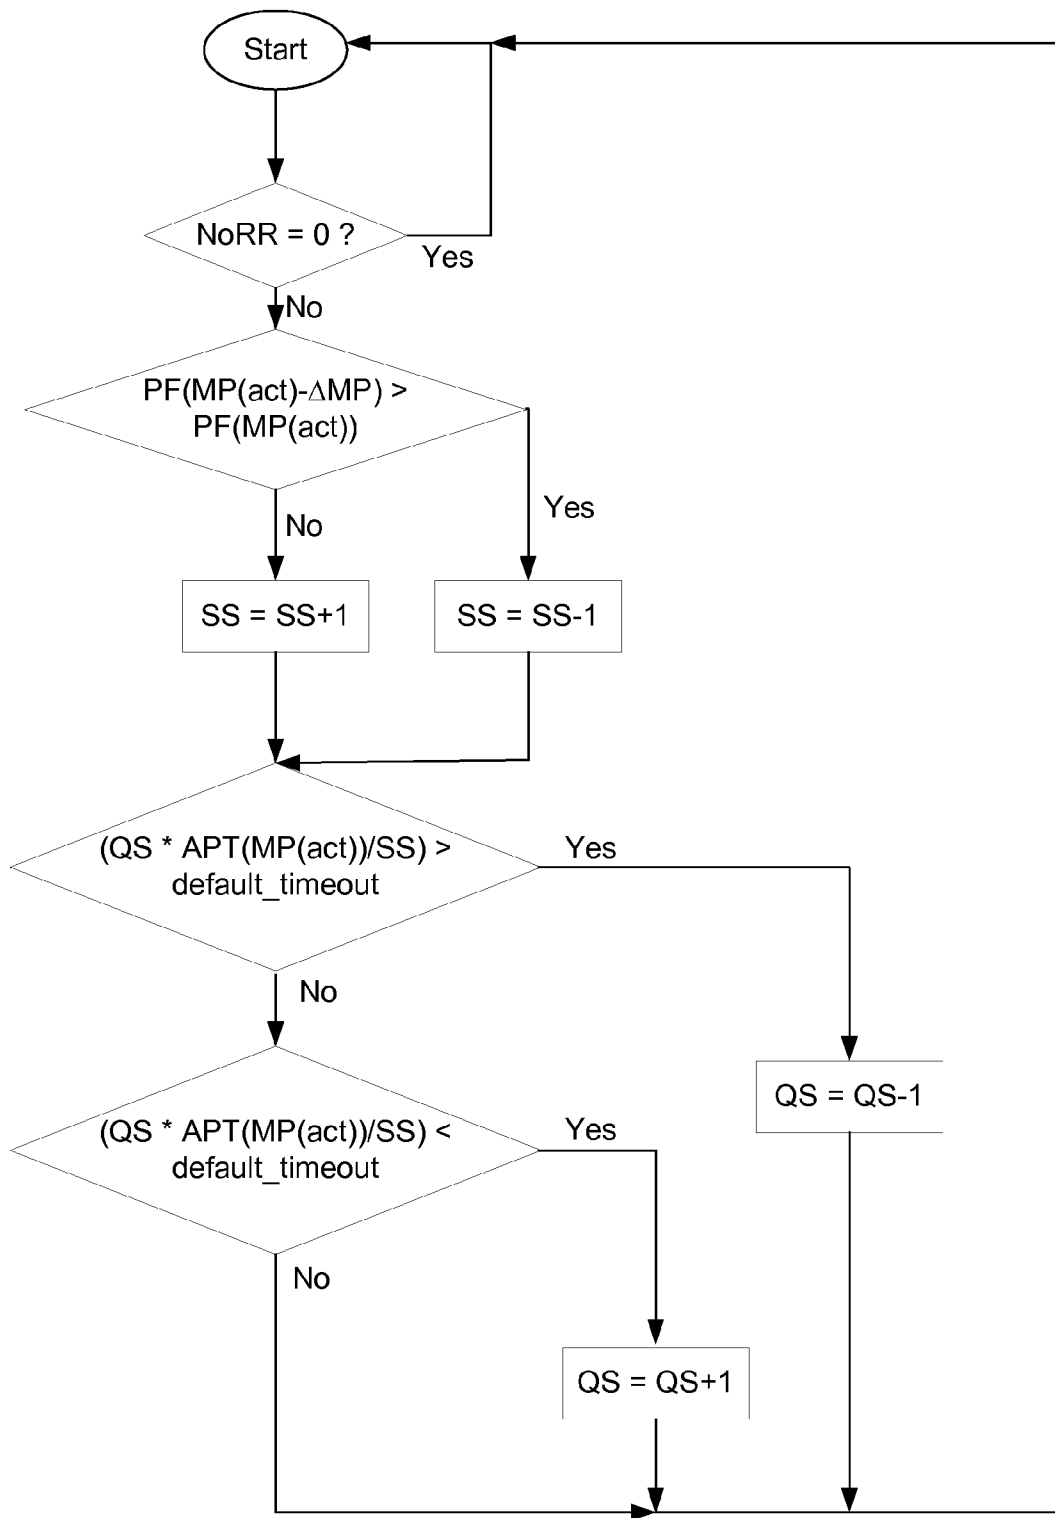 Start
NoRR = 0 ?
Yes
No
PF(MP(act)-∆MP) >
PF(MP(act))
Yes
No
SS = SS+1
SS = SS-1
(QS * APT(MP(act))/SS) >
default_timeout
Yes
No
QS = QS-1
(QS * APT(MP(act))/SS) <
default_timeout
Yes
No
QS = QS+1